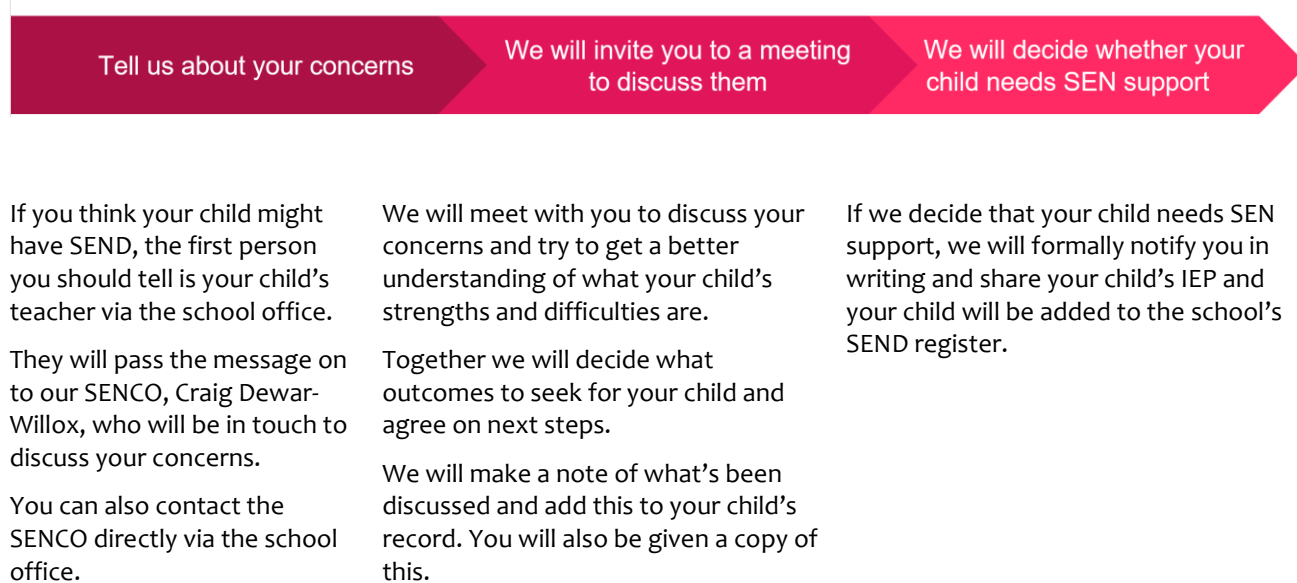 Tell us about your concerns
We will invite you to a meeting
to discuss them
We will decide whether your
child needs SEN support
If you think your child might
have SEND, the first person
you should tell is your child’s
teacher via the school office.
They will pass the message on
to our SENCO, Craig Dewar-
Willox, who will be in touch to
discuss your concerns.
You can also contact the
SENCO directly via the school
office.
We will meet with you to discuss your
concerns and try to get a better
understanding of what your child’s
strengths and difficulties are.
Together we will decide what
outcomes to seek for your child and
agree on next steps.
We will make a note of what’s been
discussed and add this to your child’s
record. You will also be given a copy of
this.
If we decide that your child needs SEN
support, we will formally notify you in
writing and share your child’s IEP and
your child will be added to the school’s
SEND register.